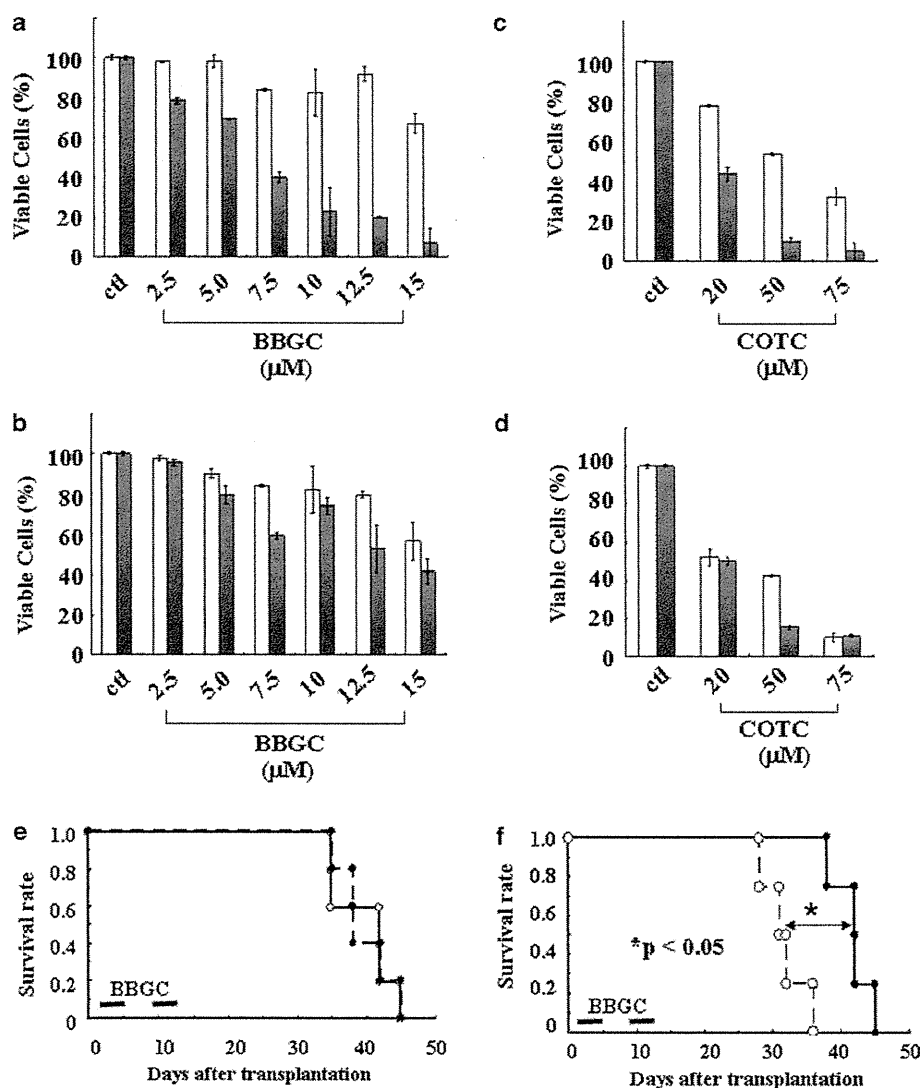 a
Viable Cells (%)
100
80
60
40
20
0
ctl
2.5
5.0
7.5
10
12.5
15
BBGC
(μM)
c
Viable Cells (%)
100
80
60
40
20
0
ctl
20
50
75
COTC
(μM)
b
Viable Cells (%)
100
80
60
40
20
0
ctl
2.5
5.0
7.5
10
12.5
15
BBGC
(μM)
d
Viable Cells (%)
100
80
60
40
20
0
ctl
20
50
75
COTC
(μM)
e
Survival rate
1.0
0.8
0.6
0.4
0.2
0
BBGC
0 10 20 30 40 50
Days after transplantation
f
Survival rate
1.0
0.8
0.6
0.4
0.2
0
*
*p < 0.05
BBGC
0 10 20 30 40 50
Days after transplantation